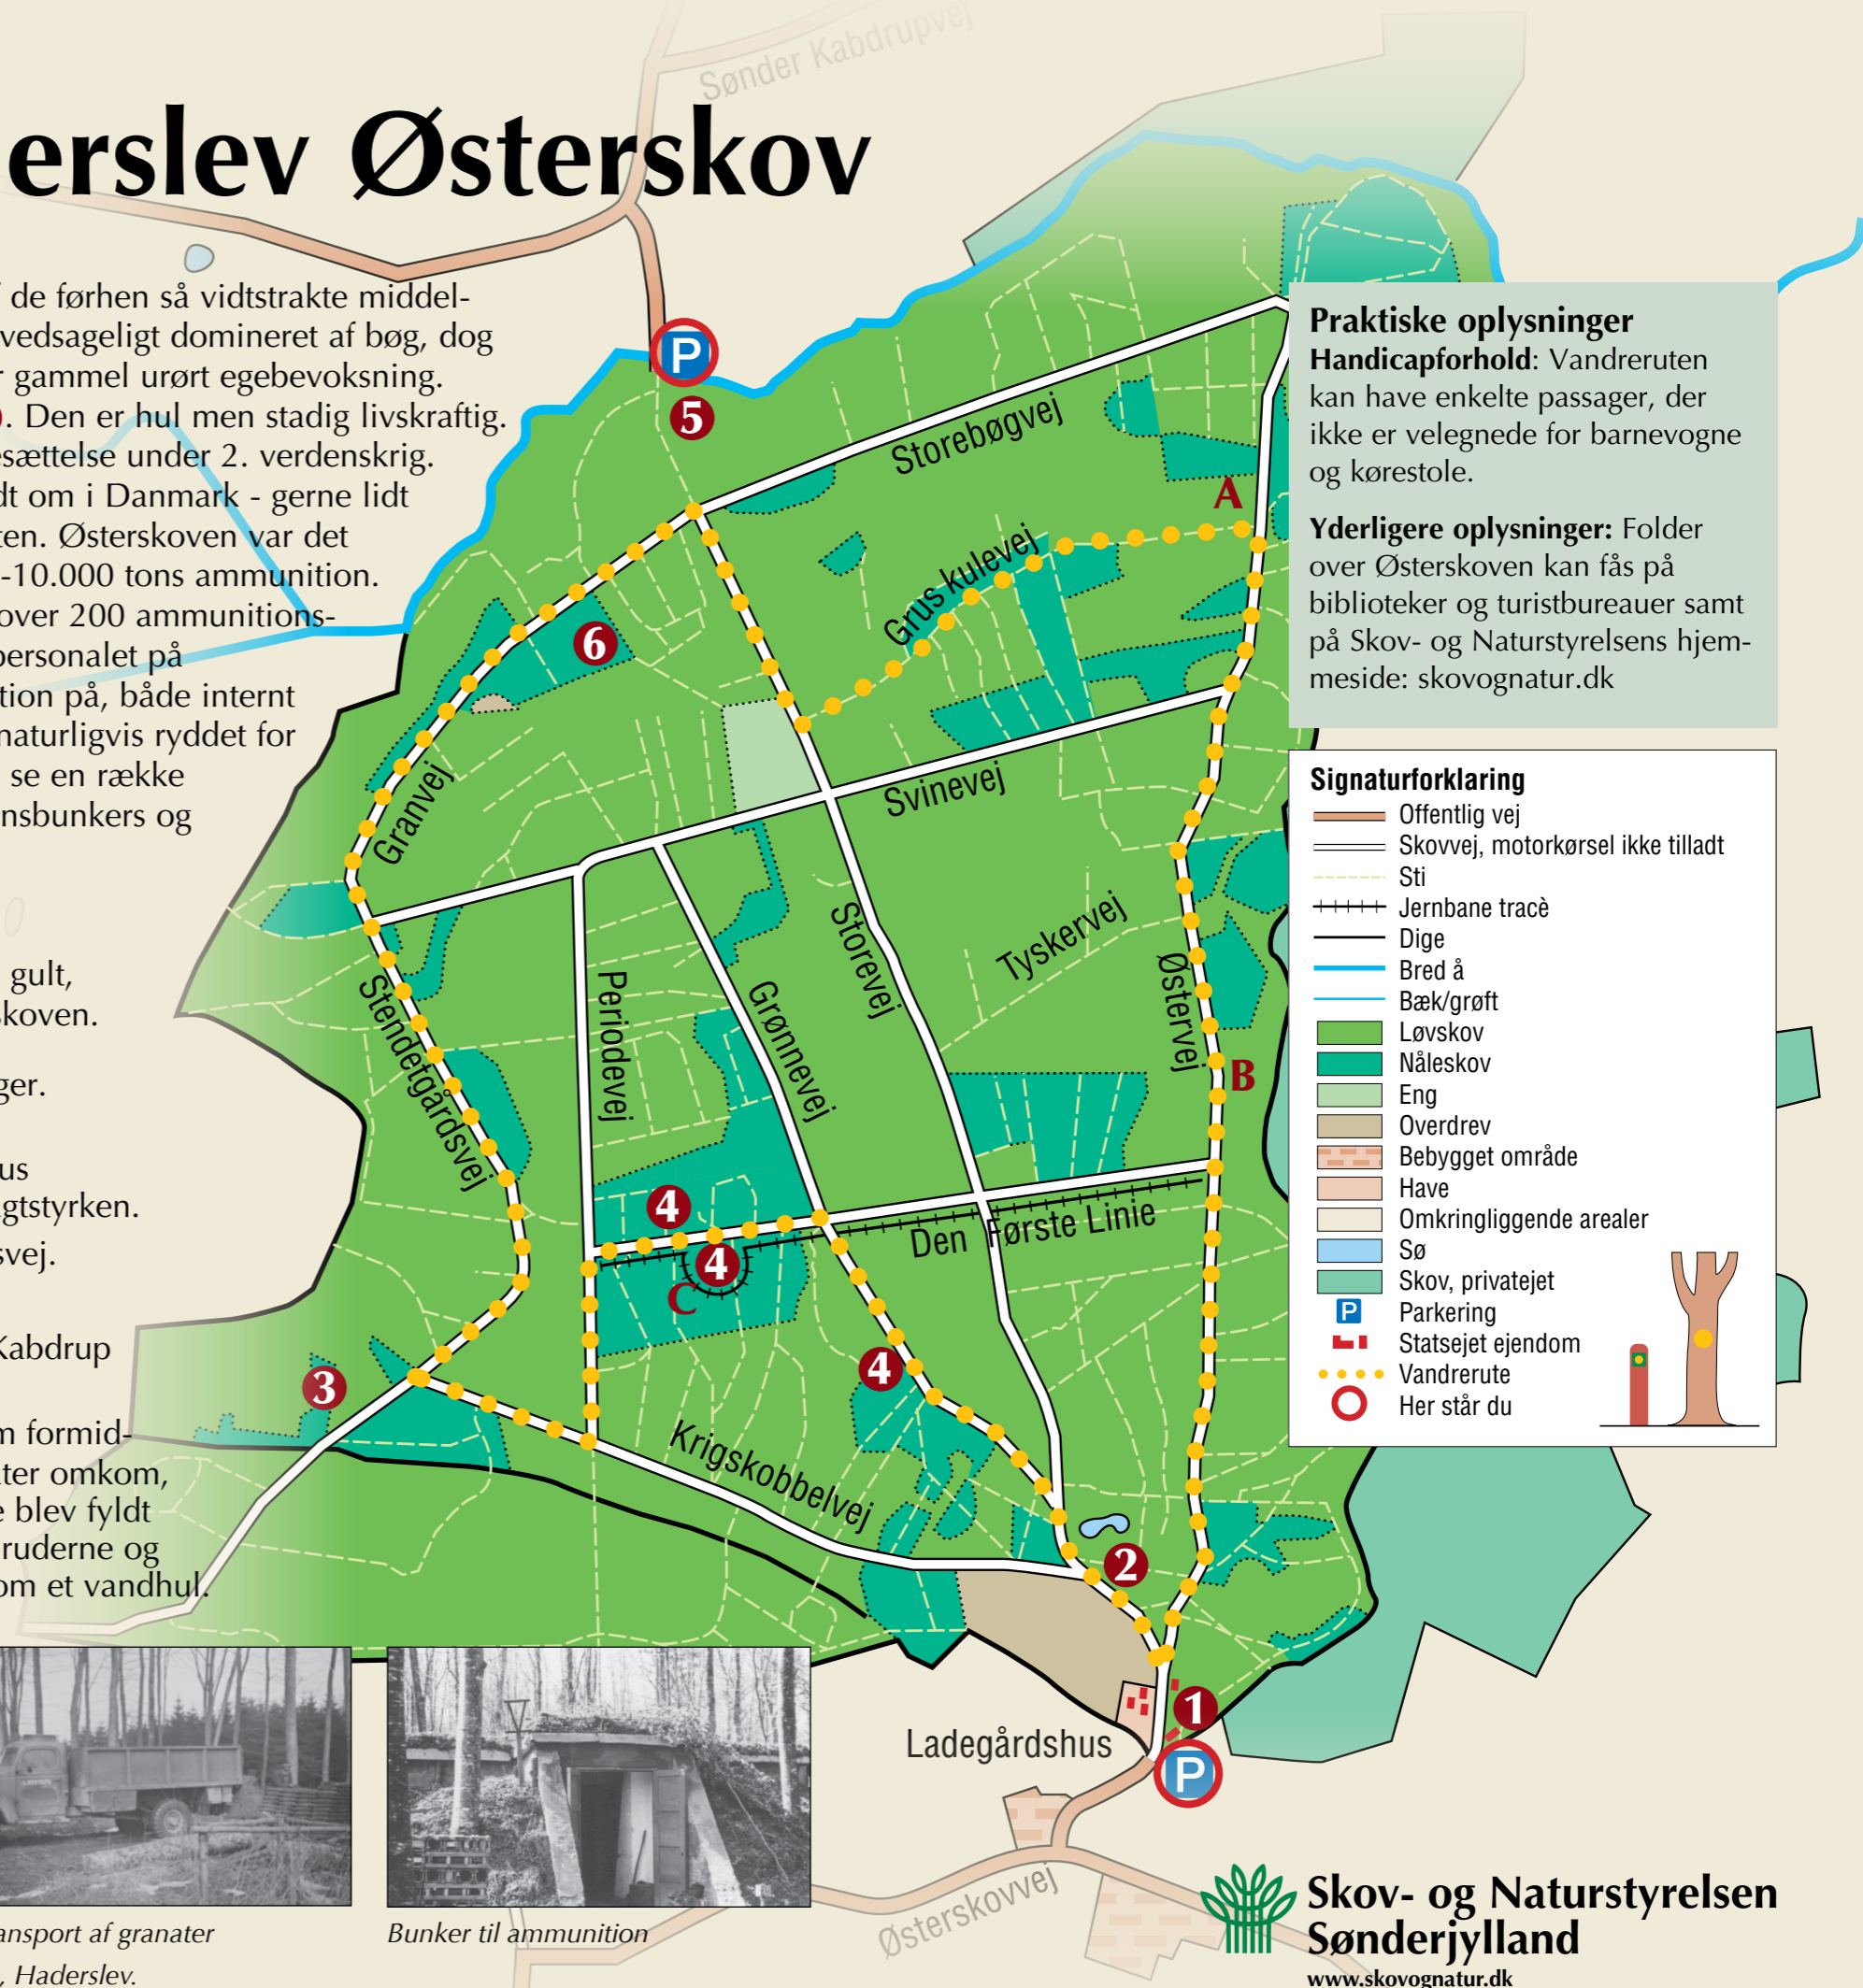 Sønder Kabdrupvej
erslev Østerskov
de førhen så vidtstrakte middel-
vedsageligt domineret af bøg, dog
gammel urørt egebevoksning.
). Den er hul men stadig livskraftig.
esættelse under 2. verdenskrig.
dt om i Danmark - gerne lidt
ten. Østerskoven var det
-10.000 tons ammunition.
over 200 ammunitions-
personalet på
tion på, både internt
naturligvis ryddet for
se en række
nsbunkers og
gult,
skoven.
ger.
us
gtstyrken.
svej.
Kabdrup
m formid-
ter omkom,
e blev fyldt
ruderne og
om et vandhul.
P
5
Storebøgvej
A
Grus kulevej
6
Granvej
Svinevej
Storevej
Tyskervej
Østervej
Stendetgårdsvej
Periodevej
Grønnevej
B
4
4
C
Den Første Linie
4
3
Krigskobbelvej
2
1
Ladegårdshus
P
Østerskovvej
Praktiske oplysninger
Handicapforhold: Vandreruten
kan have enkelte passager, der
ikke er velegnede for barnevogne
og kørestole.
Yderligere oplysninger: Folder
over Østerskoven kan fås på
biblioteker og turistbureauer samt
på Skov- og Naturstyrelsens hjem-
meside: skovognatur.dk
Signaturforklaring
Offentlig vej
Skovvej, motorkørsel ikke tilladt
Sti
Jernbane tracè
Dige
Bred å
Bæk/grøft
Løvskov
Nåleskov
Eng
Overdrev
Bebygget område
Have
Omkringliggende arealer
Sø
Skov, privatejet
P Parkering
Statsejet ejendom
Vandrerute
Her står du
ansport af granater
, Haderslev.
Bunker til ammunition
Skov- og Naturstyrelsen
Sønderjylland
www.skovognatur.dk